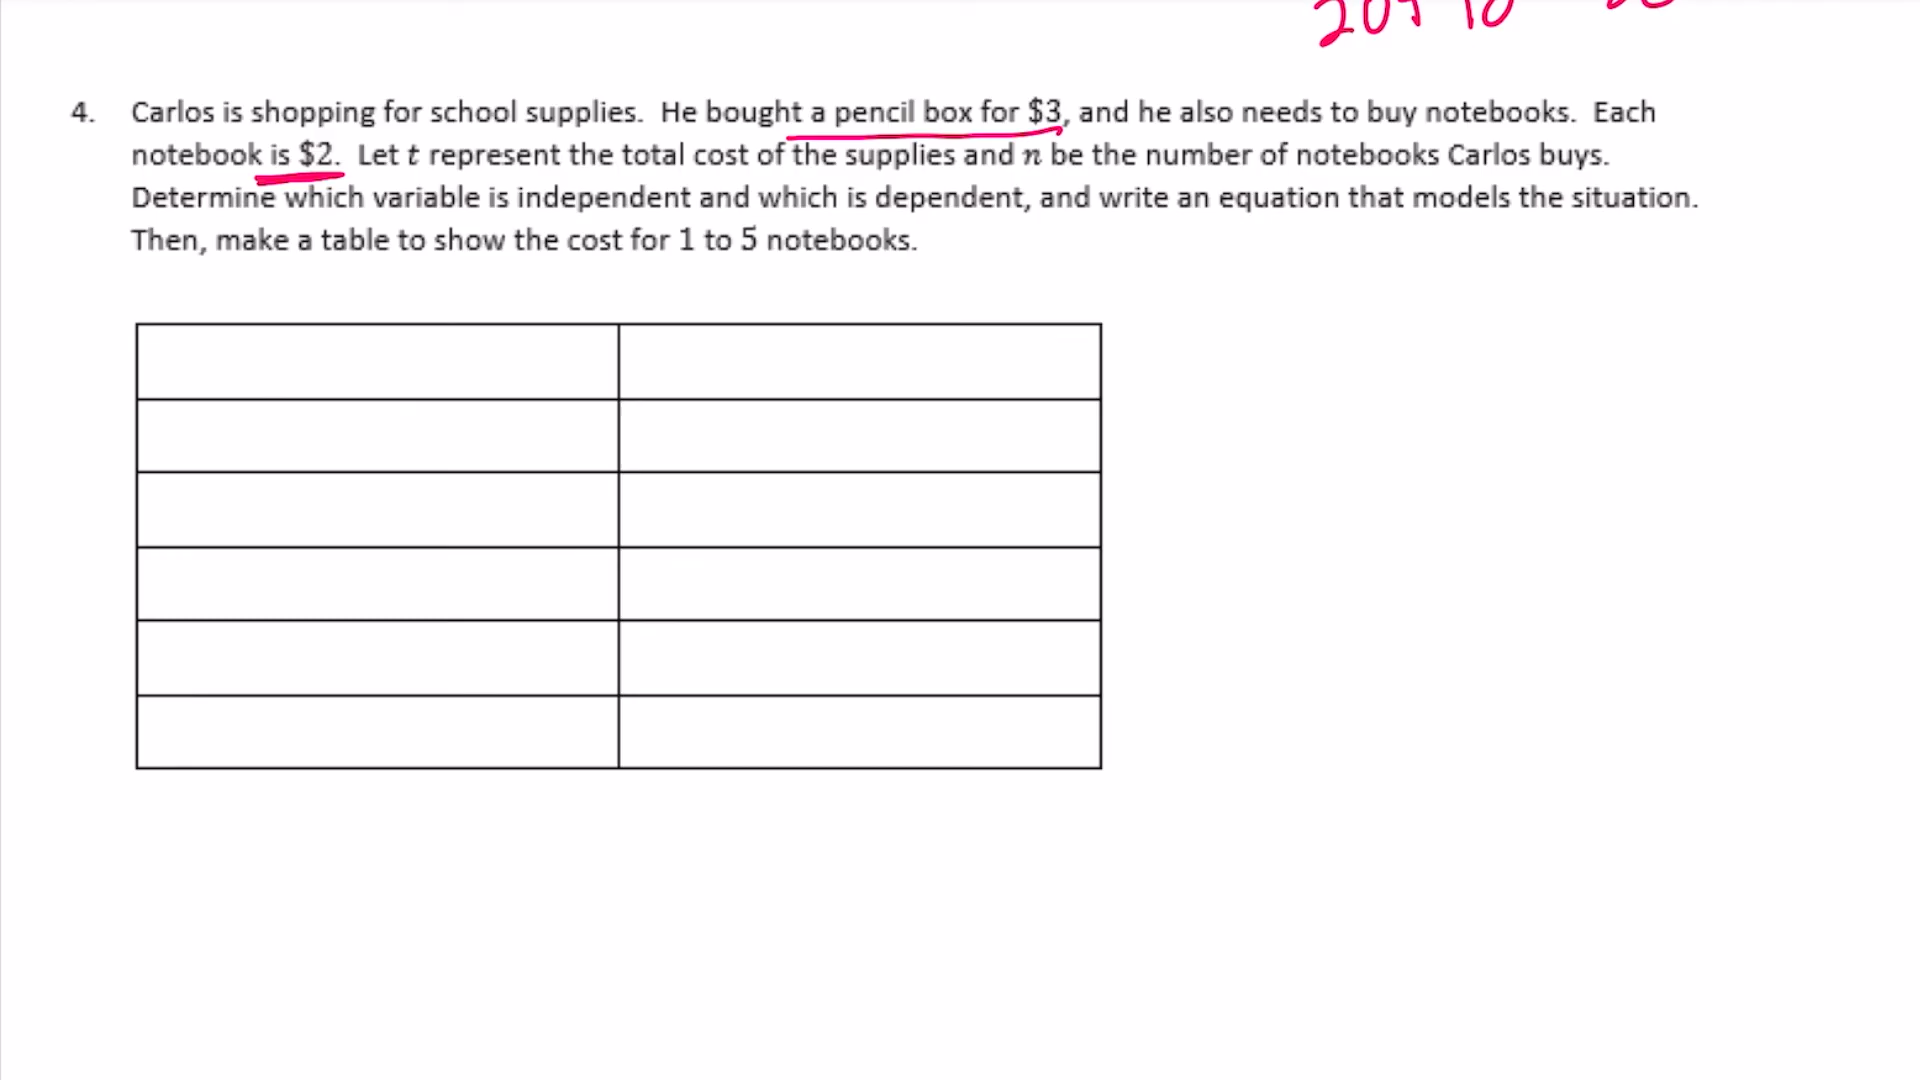 4. Carlos is shopping for school supplies. He bought a pencil box for $3, and he also needs to buy notebooks. Each
notebook is $2. Let t represent the total cost of the supplies and n be the number of notebooks Carlos buys.
Determine which variable is independent and which is dependent, and write an equation that models the situation.
Then, make a table to show the cost for 1 to 5 notebooks.